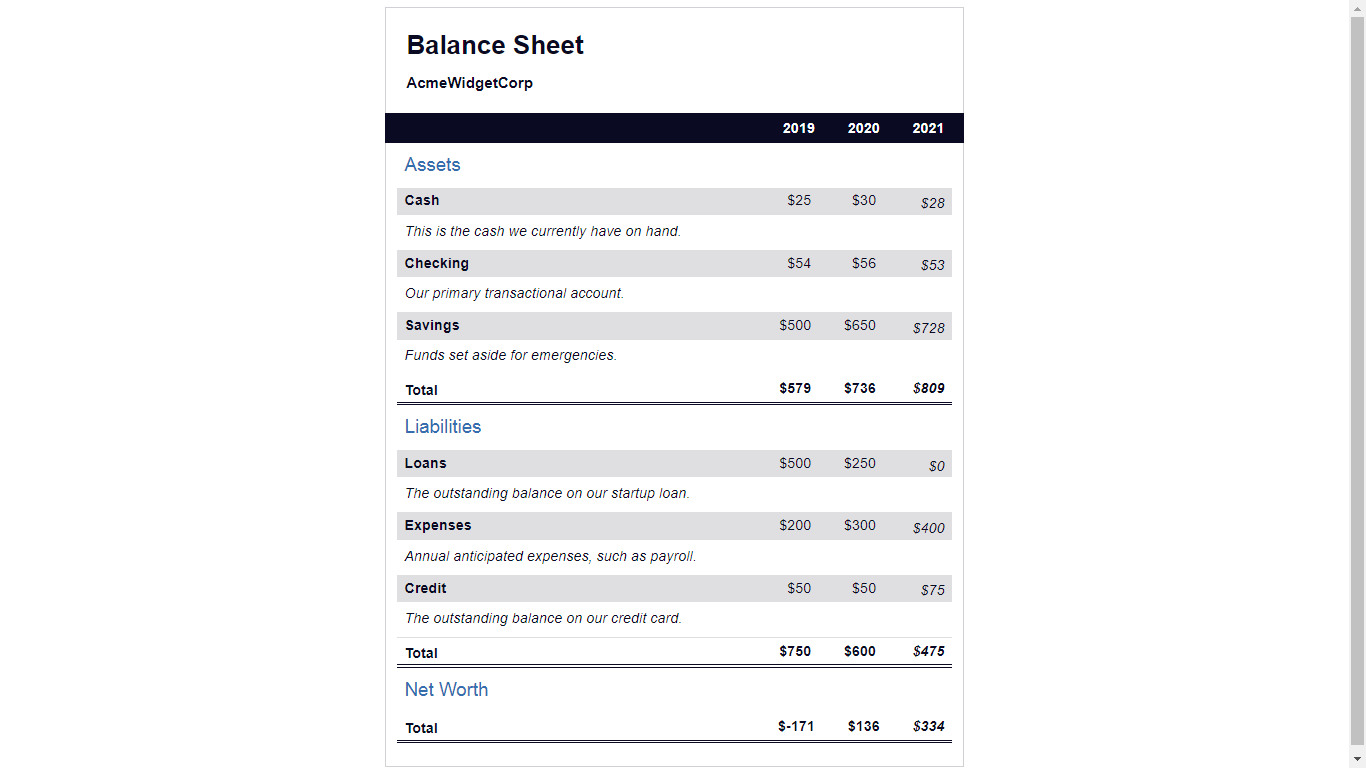 Balance Sheet
AcmeWidgetCorp
2019 2020 2021
Assets
Cash $25 $30 $28
This is the cash we currently have on hand.
Checking $54 $56 $53
Our primary transactional account.
Savings $500 $650 $728
Funds set aside for emergencies.
Total $579 $736 $809
Liabilities
Loans $500 $250 $0
The outstanding balance on our startup loan.
Expenses $200 $300 $400
Annual anticipated expenses, such as payroll.
Credit $50 $50 $75
The outstanding balance on our credit card.
Total $750 $600 $475
Net Worth
Total $-171 $136 $334